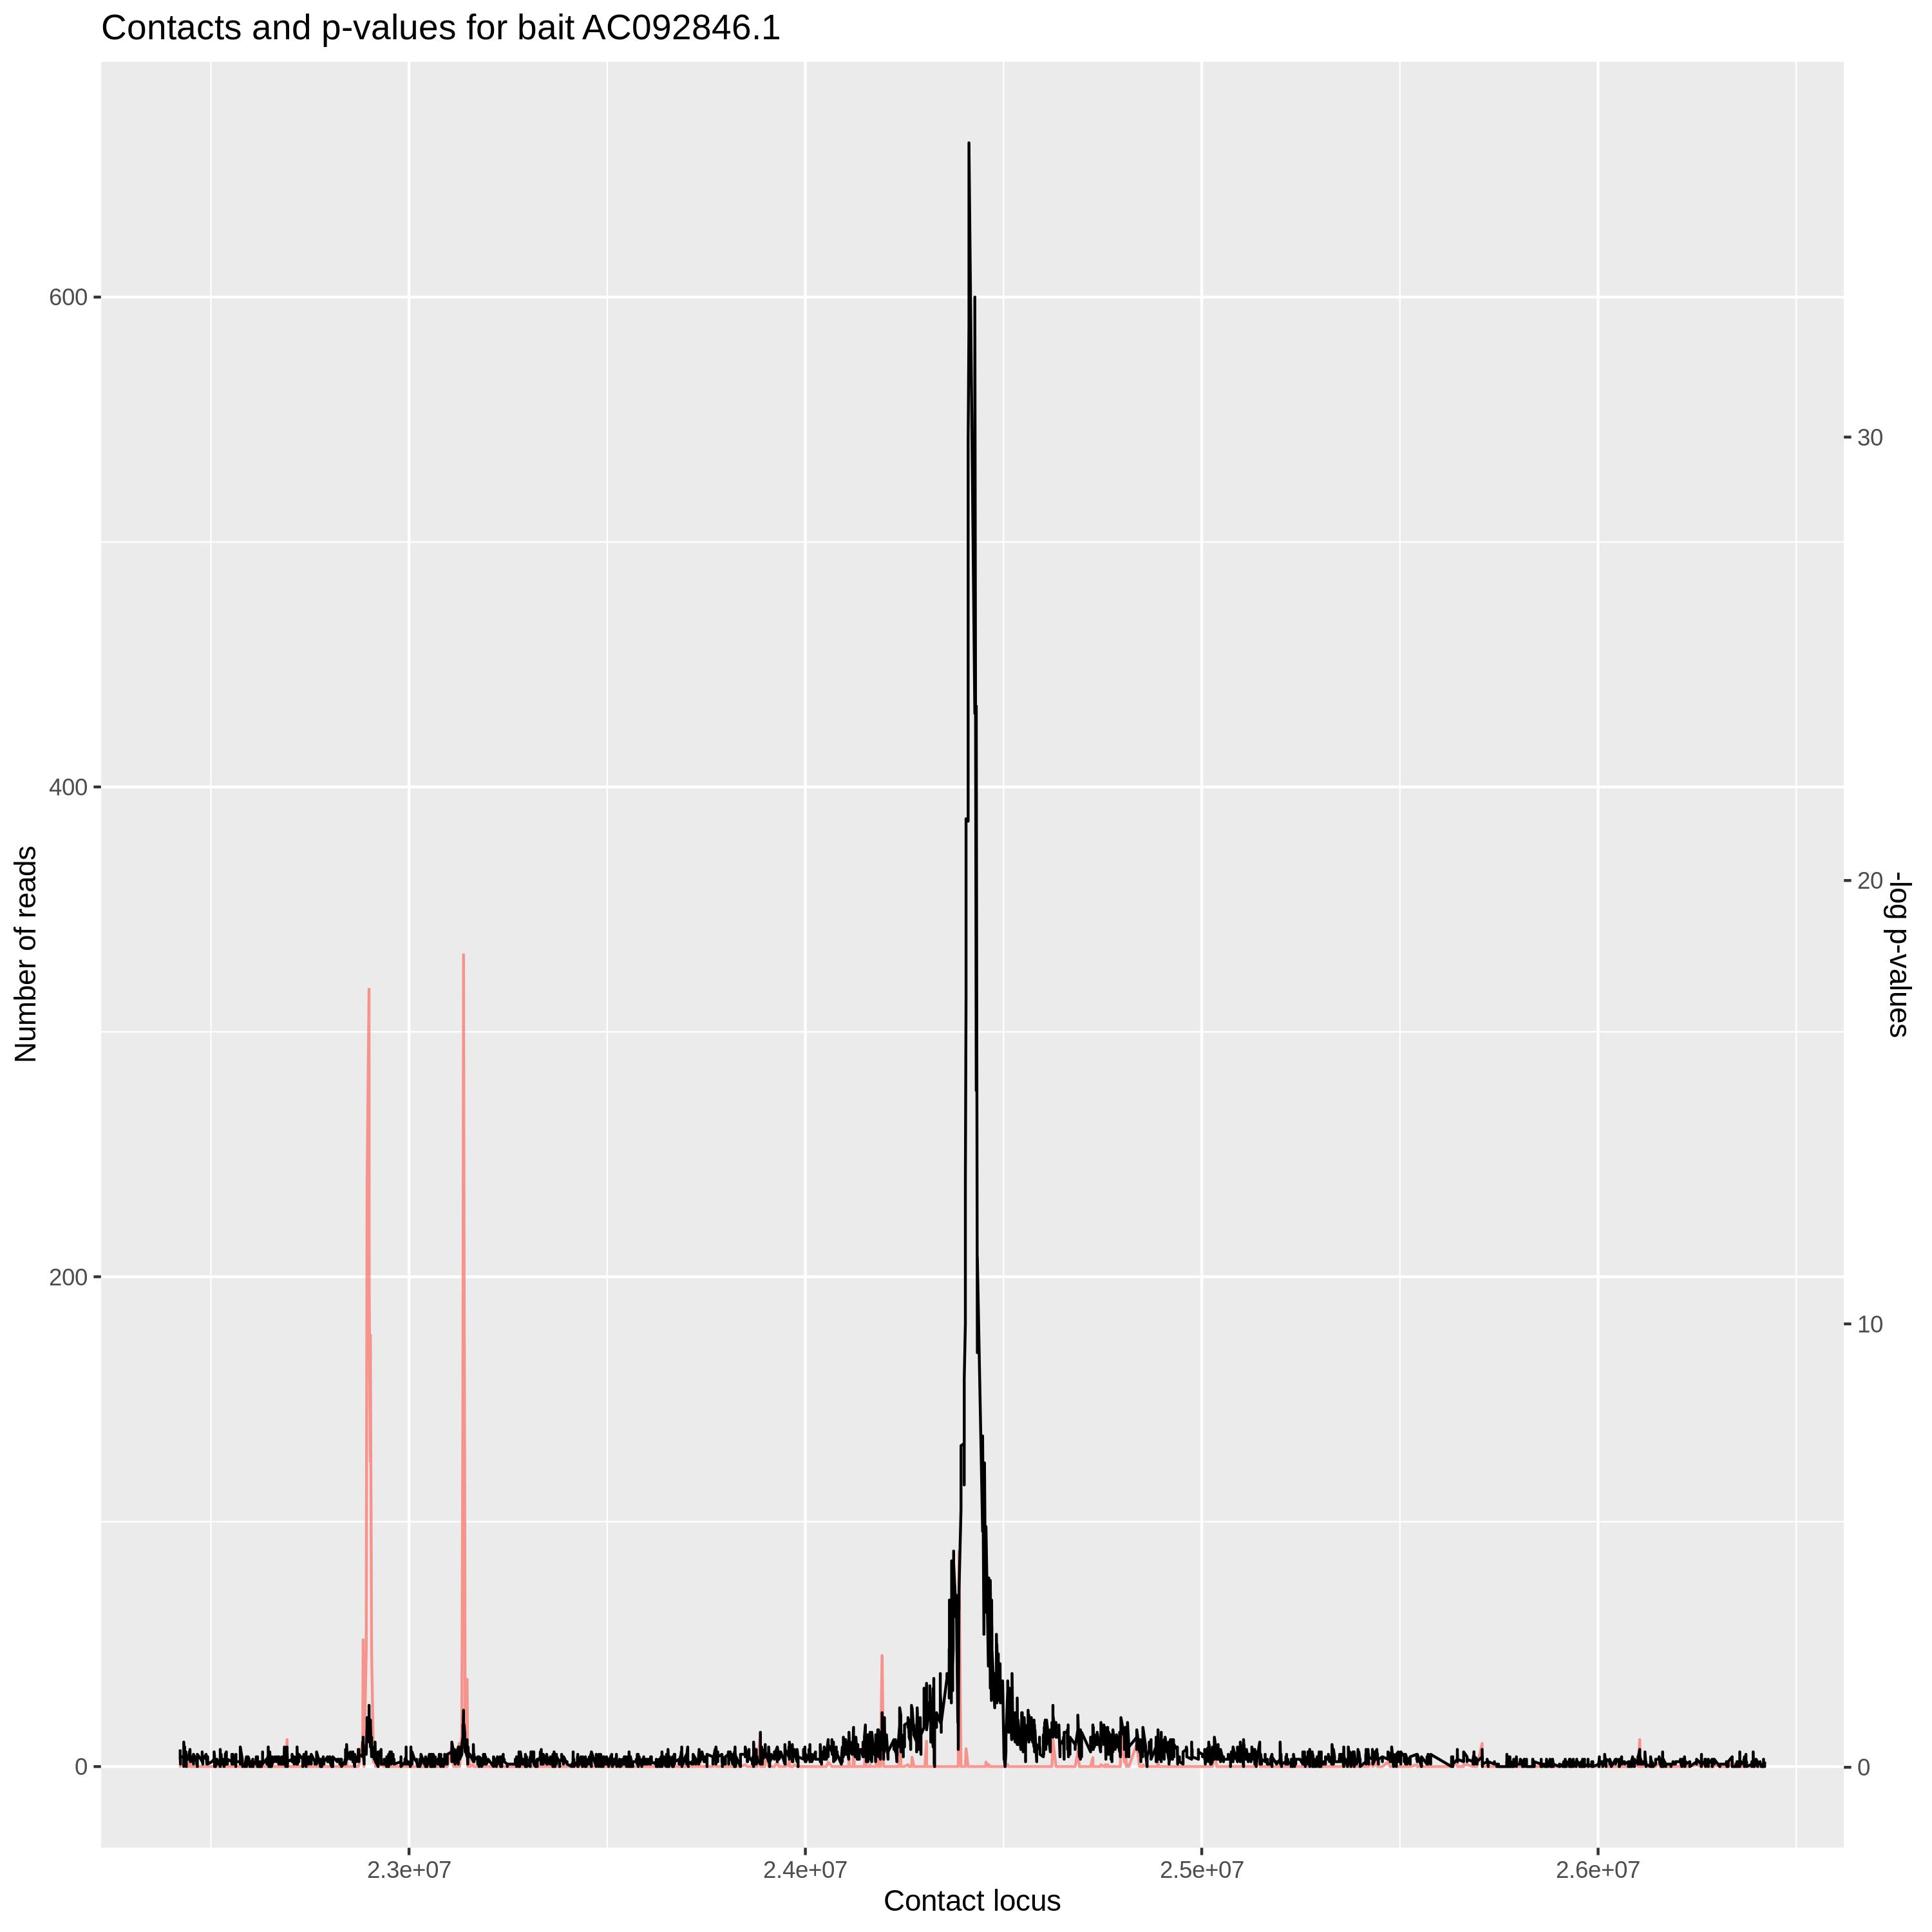 Contacts and p-values for bait AC092846.1
600
400
200
0
Number of reads
30
20
10
0
-log p-values
2.3e+07
2.4e+07
2.5e+07
2.6e+07
Contact locus